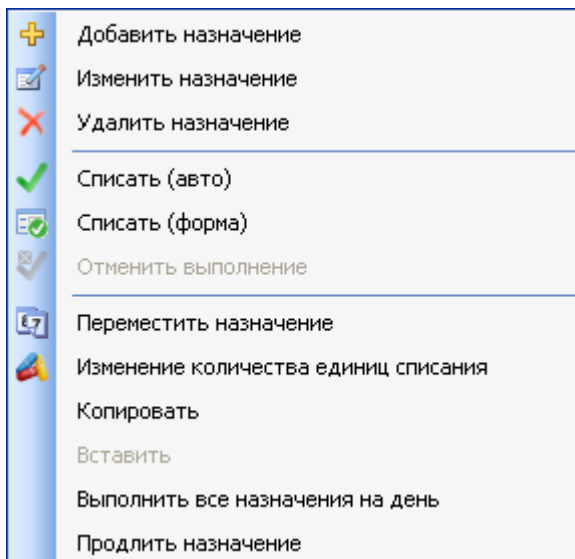 Добавить назначение
Изменить назначение
Удалить назначение
Списать (авто)
Списать (форма)
Отменить выполнение
Переместить назначение
Изменение количества единиц списания
Копировать
Вставить
Выполнить все назначения на день
Продлить назначение